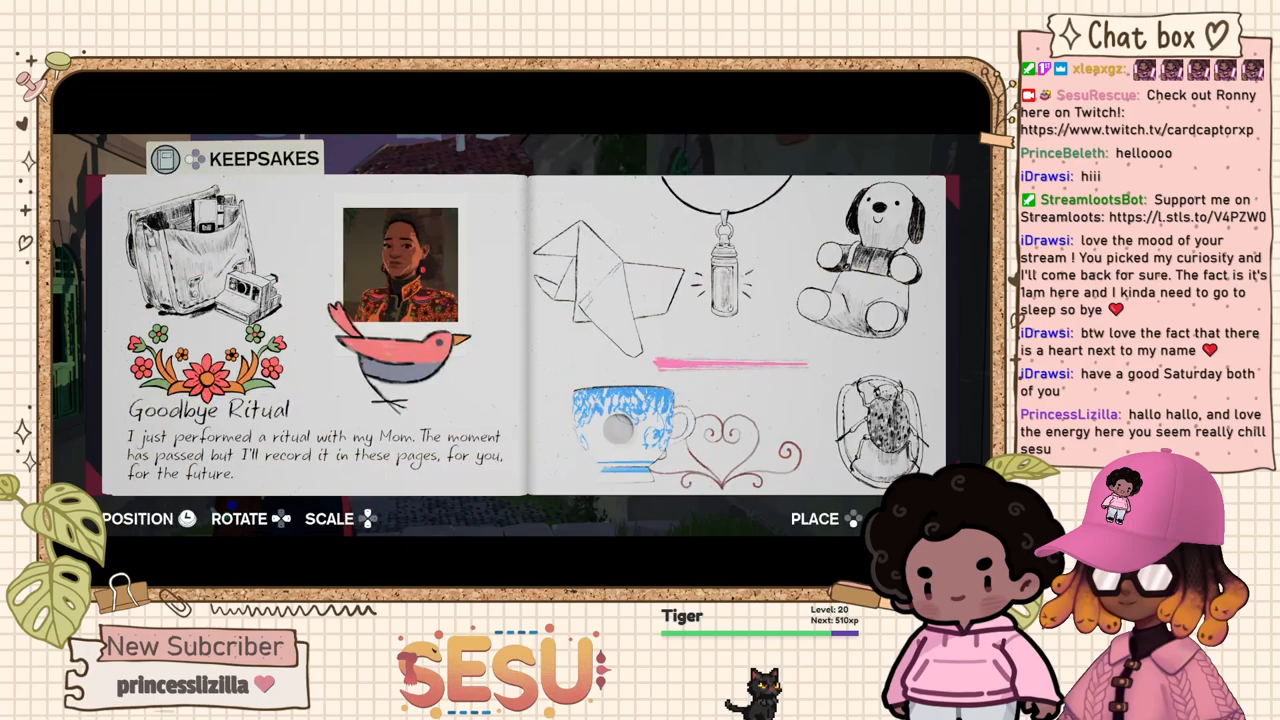 Chat box
xleaxgz:
SesuRescue: Check out Ronny
here on Twitch!:
https://www.twitch.tv/cardcaptorxp
PrinceBeleth: helloooo
iDrawsi: hiii
StreamlootsBot: Support me on
Streamloots: https://l.stls.to/V4PZW0
iDrawsi: love the mood of your
stream ! You picked my curiosity and
I'll come back for sure. The fact is it's
1am here and I kinda need to go to
sleep so bye
iDrawsi: btw love the fact that there
is a heart next to my name
iDrawsi: have a good Saturday both
of you
PrincessLizilla: hallo hallo, and love
the energy here you seem really chill
sesu
KEEPSAKES
Goodbye Ritual
I just performed a ritual with my Mom. The moment
has passed but I'll record it in these pages, for you,
for the future.
POSITION ROTATE SCALE PLACE
New Subcriber
princesslizilla
SESU
Tiger
Level: 20
Next: 510xp